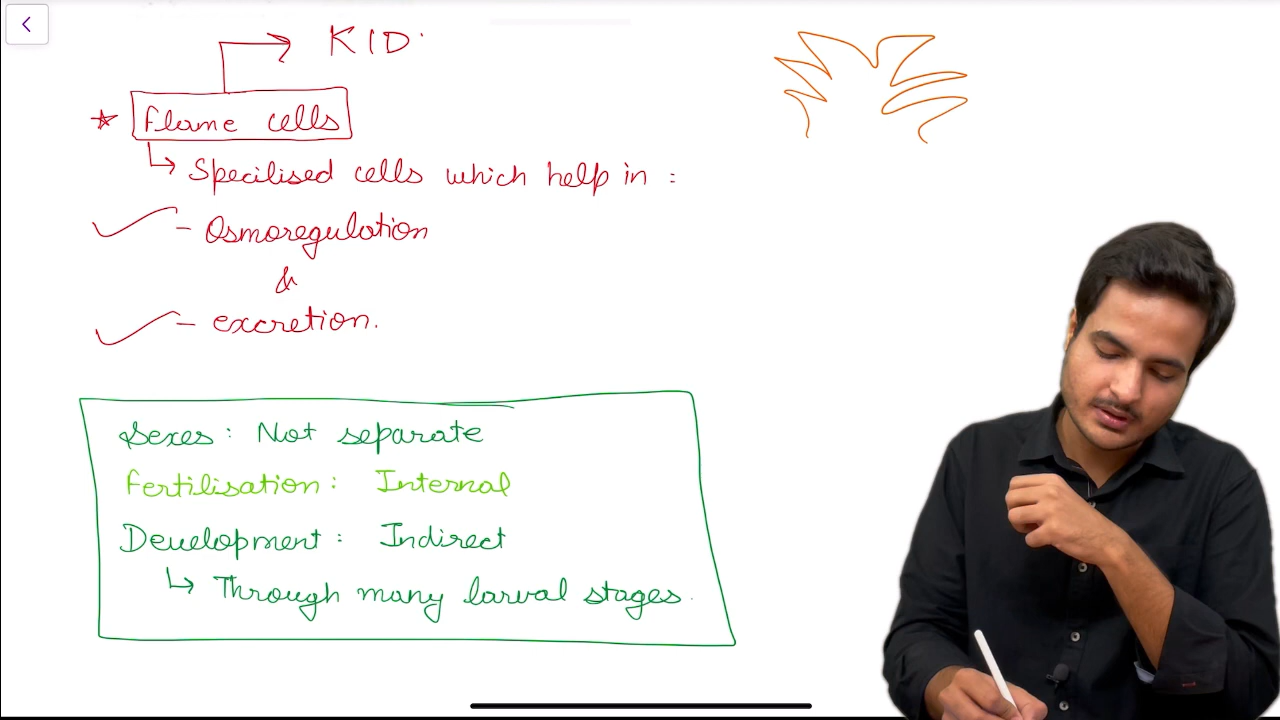 KID.
* Flame cells
↳ Specilised cells which help in :
- Osmoregulation
&
- excretion.
Sexes : Not separate
Fertilisation : Internal
Development : Indirect
↳ Through many larval stages.